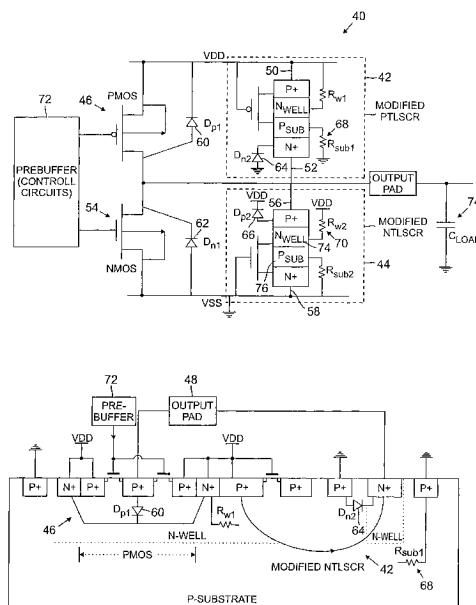 40
VDD
50
42
72
46
PMOS
P+
NWELL
Rw1
MODIFIED
PTLSCR
Dp1
60
PSUB
68
Rsub1
N+
Dn2
64
52
PREBUFFER
(CONTROLL
CIRCUITS)
OUTPUT
PAD
54
56
VDD
MODIFIED
NTLSCR
74
62
Dp2
P+
Rw2
CLOAD
66
NWELL
74
70
Dn1
PSUB
Rsub2
NMOS
N+
44
76
VSS
58
72
48
PRE-
BUFFER
OUTPUT
PAD
VDD
VDD
P+
N+
P+
P+
P+
N+
P+
P+
P+
N+
P+
46
Dp1
60
Rw1
Dn2
64
N-WELL
N-WELL
Rsub1
PMOS
MODIFIED NTLSCR
42
68
P-SUBSTRATE